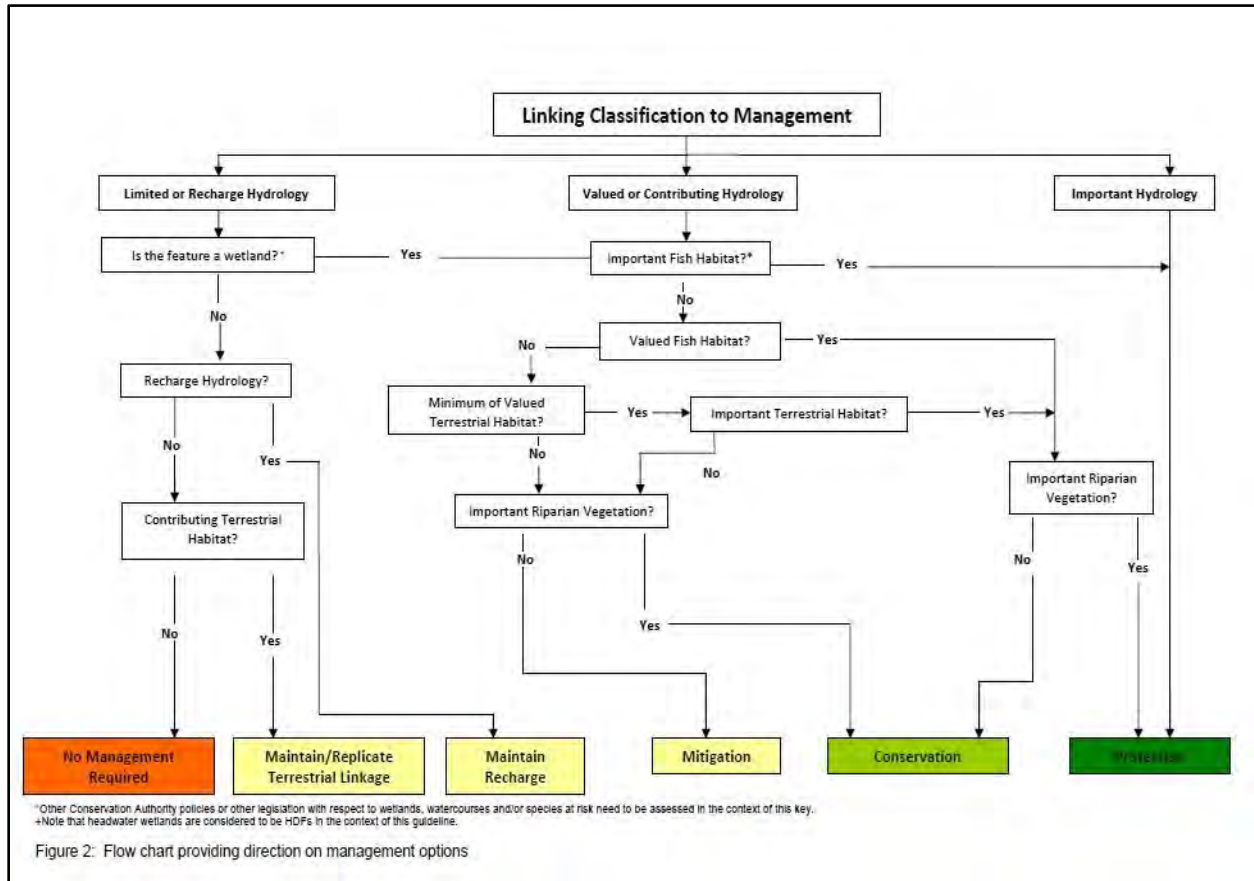 Linking Classification to Management
Limited or Recharge Hydrology
Valued or Contributing Hydrology
Important Hydrology
Is the feature a wetland?+
Yes
Important Fish Habitat?*
Yes
No
No
Valued Fish Habitat?
No
Yes
Recharge Hydrology?
Minimum of Valued
Terrestrial Habitat?
Yes
Important Terrestrial Habitat?
Yes
No
Yes
No
No
Important Riparian
Vegetation?
Contributing Terrestrial
Habitat?
Important Riparian Vegetation?
No
Yes
No
Yes
No
Yes
No Management
Required
Maintain/Replicate
Terrestrial Linkage
Maintain
Recharge
Mitigation
Conservation
Protection
*Other Conservation Authority policies or other legislation with respect to wetlands, watercourses and/or species at risk need to be assessed in the context of this key.
+Note that headwater wetlands are considered to be HDFs in the context of this guideline.
Figure 2: Flow chart providing direction on management options